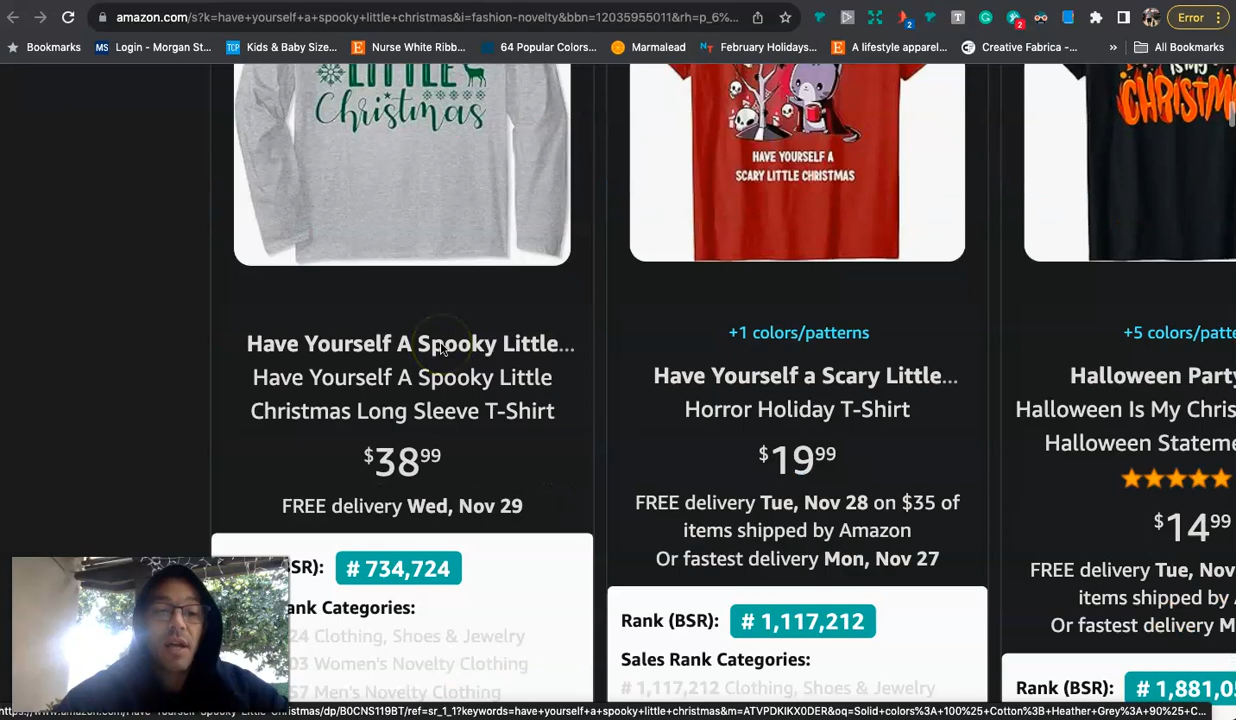 amazon.com/s?k=have+yourself+a+spooky+little+christmas&i=fashion-novelty&bbn=12035955011&rh=p_6%...
2
2
Error
Bookmarks
Login - Morgan St...
Kids & Baby Size...
Nurse White Ribb...
64 Popular Colors...
Marmalead
February Holidays...
A lifestyle apparel...
Creative Fabrica -...
»
All Bookmarks
LITTLE
Christmas
HAVE YOURSELF A
SCARY LITTLE CHRISTMAS
IS MY
CHRISTM
Have Yourself A Spooky Little...
Have Yourself A Spooky Little
Christmas Long Sleeve T-Shirt
$38.99
FREE delivery Wed, Nov 29
SR): # 734,724
ank Categories:
24 Clothing, Shoes & Jewelry
03 Women's Novelty Clothing
57 Men's Novelty Clothing
+1 colors/patterns
Have Yourself a Scary Little...
Horror Holiday T-Shirt
$19.99
FREE delivery Tue, Nov 28 on $35 of
items shipped by Amazon
Or fastest delivery Mon, Nov 27
Rank (BSR): # 1,117,212
Sales Rank Categories:
# 1,117,212 Clothing, Shoes & Jewelry
+5 colors/patte
Halloween Party
Halloween Is My Chris
Halloween Statem
$14.99
FREE delivery Tue, Nov
items shipped by
Or fastest delivery M
Rank (BSR): # 1,881,0